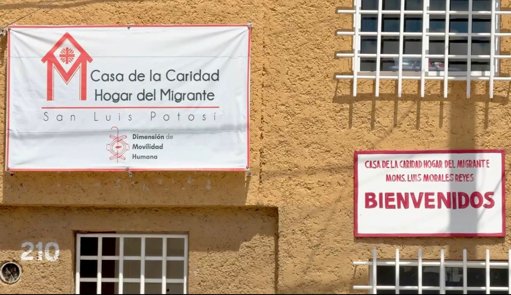 Casa de la Caridad
Hogar del Migrante
San Luis Potosí
Dimensión de
Movilidad
Humana
CASA DE LA CARIDAD HOGAR DEL MIGRANTE
MONS. LUIS MORALES REYES
BIENVENIDOS
210